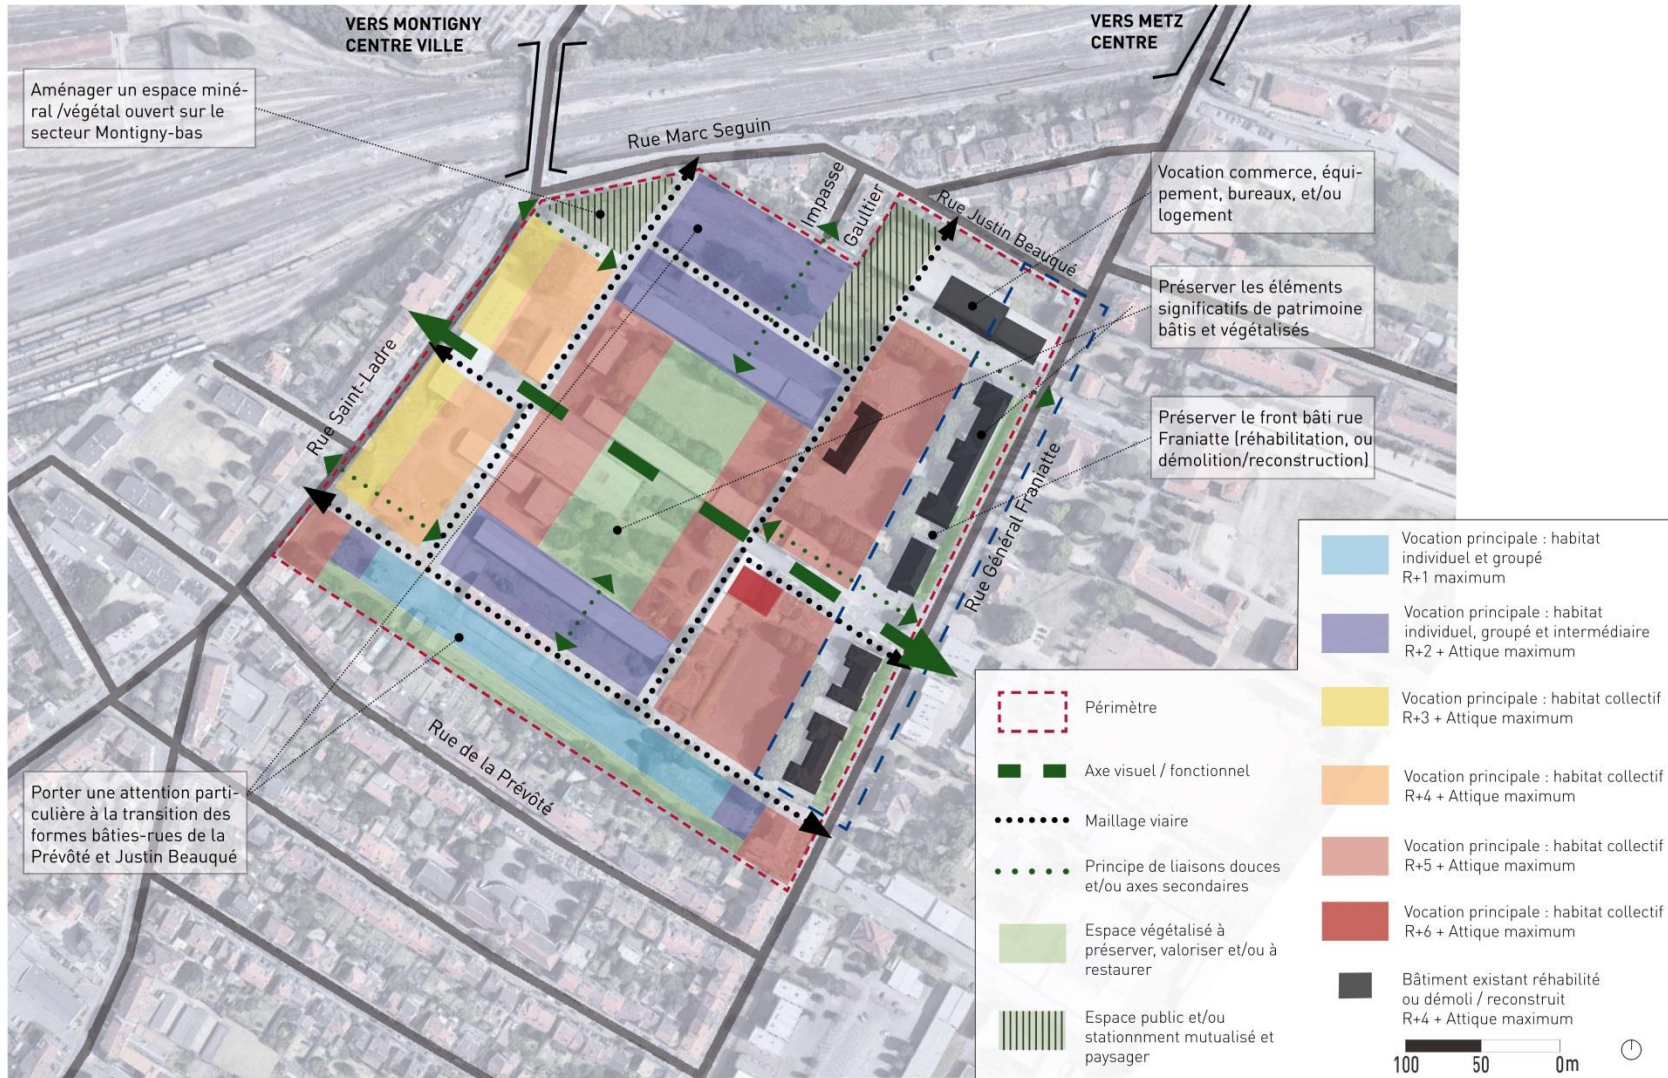 VERS MONTIGNY
CENTRE VILLE
VERS METZ
CENTRE
Aménager un espace miné-
ral /végétal ouvert sur le
secteur Montigny-bas
Rue Marc Seguin
Impasse
Gaultier
Rue Justin Beauqué
Vocation commerce, équi-
pement, bureaux, et/ou
logement
Préserver les éléments
significatifs de patrimoine
bâtis et végétalisés
Préserver le front bâti rue
Franiatte (réhabilitation, ou
démolition/reconstruction)
Rue Saint-Ladre
Rue Général Franiatte
Rue de la Prévôté
Porter une attention parti-
culière à la transition des
formes bâties-rues de la
Prévôté et Justin Beauqué
Périmètre
Axe visuel / fonctionnel
Maillage viaire
Principe de liaisons douces
et/ou axes secondaires
Espace végétalisé à
préserver, valoriser et/ou à
restaurer
Espace public et/ou
stationnment mutualisé et
paysager
Vocation principale : habitat
individuel et groupé
R+1 maximum
Vocation principale : habitat
individuel, groupé et intermédiaire
R+2 + Attique maximum
Vocation principale : habitat collectif
R+3 + Attique maximum
Vocation principale : habitat collectif
R+4 + Attique maximum
Vocation principale : habitat collectif
R+5 + Attique maximum
Vocation principale : habitat collectif
R+6 + Attique maximum
Bâtiment existant réhabilité
ou démoli / reconstruit
R+4 + Attique maximum
100 50 0m